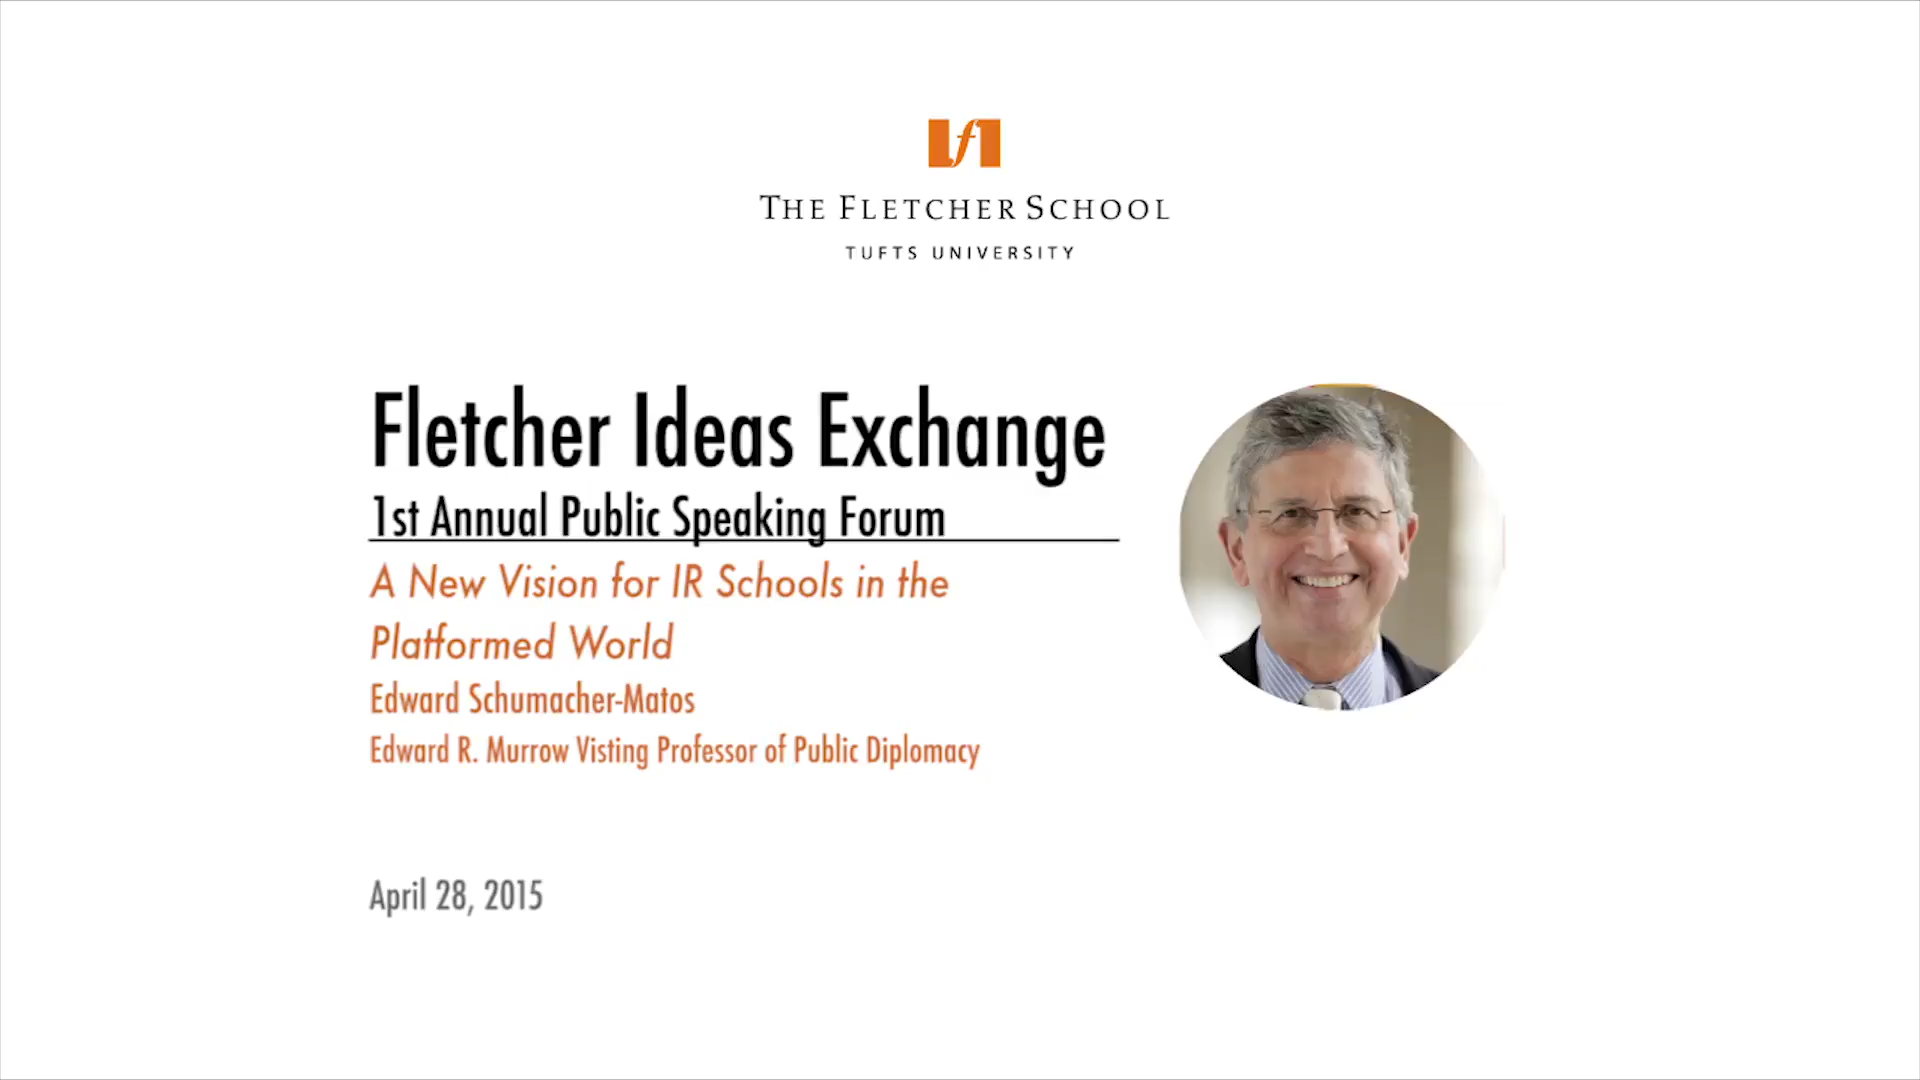 THE FLETCHER SCHOOL
TUFTS UNIVERSITY
Fletcher Ideas Exchange
1st Annual Public Speaking Forum
A New Vision for IR Schools in the
Platformed World
Edward Schumacher-Matos
Edward R. Murrow Visting Professor of Public Diplomacy
April 28, 2015